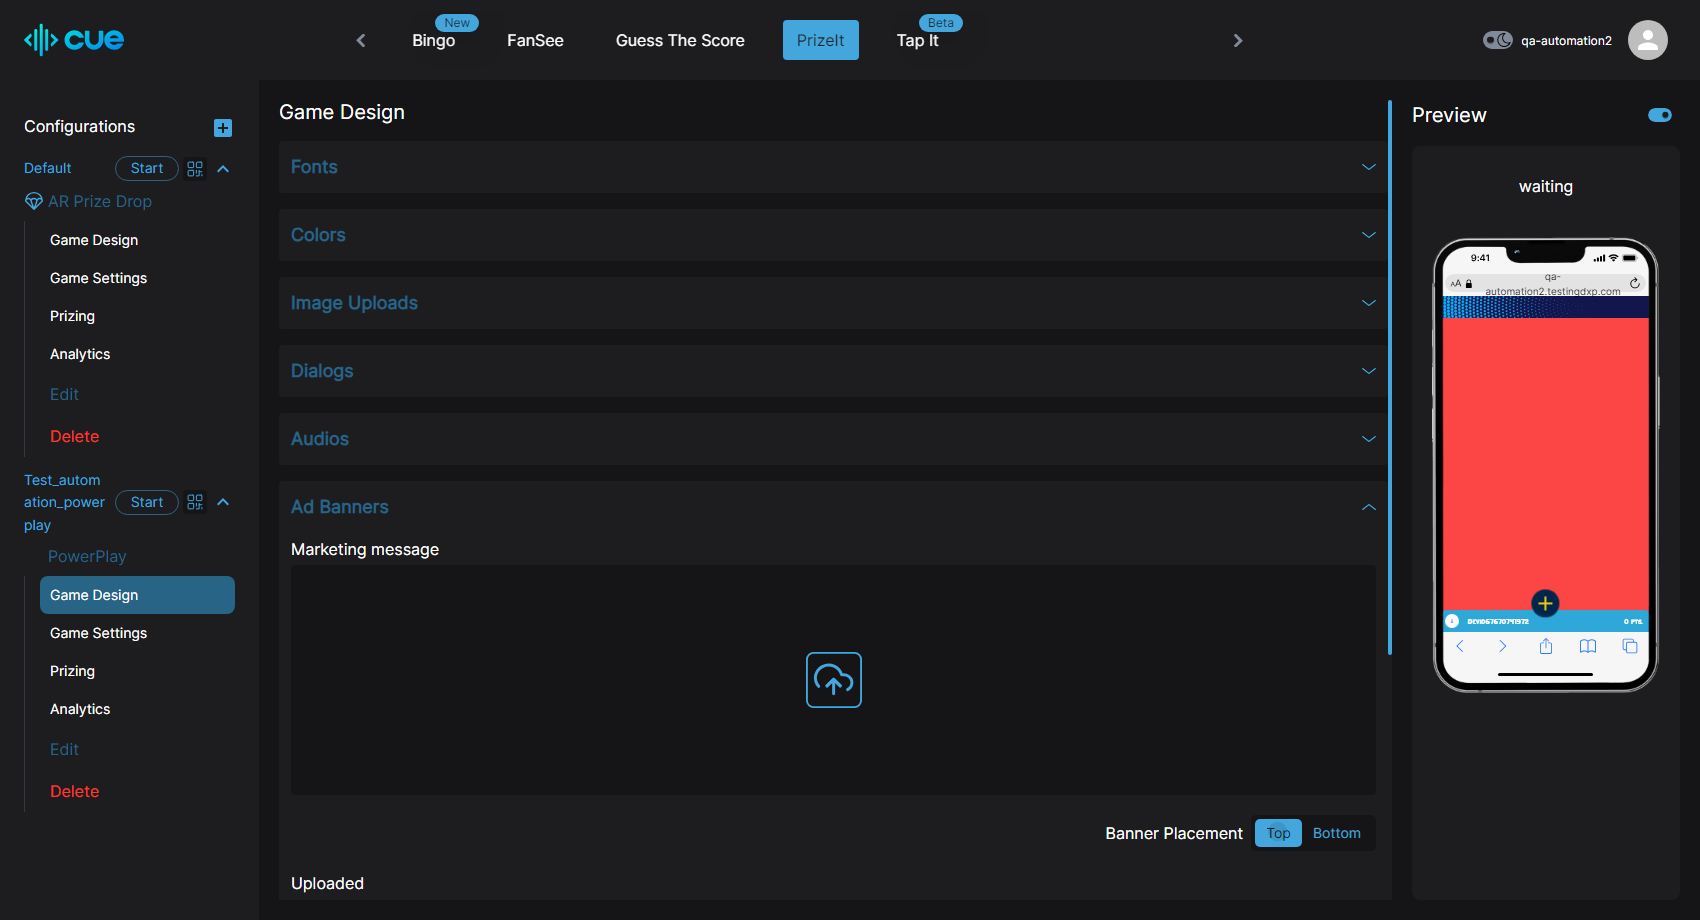 cue
New
Bingo
FanSee
Guess The Score
PrizeIt
Beta
Tap It
qa-automation2
Configurations
Default
Start
AR Prize Drop
Game Design
Game Settings
Prizing
Analytics
Edit
Delete
Test_autom
ation_power
play
Start
PowerPlay
Game Design
Game Settings
Prizing
Analytics
Edit
Delete
Game Design
Fonts
Colors
Image Uploads
Dialogs
Audios
Ad Banners
Marketing message
Banner Placement
Top
Bottom
Uploaded
Preview
waiting
9:41
AA
qa-
automation2.testingdxp.com
0 PTS.